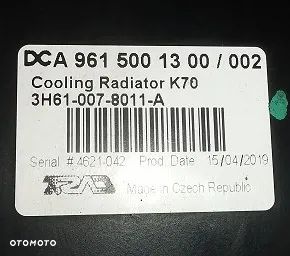 DCA 961 500 13 00 / 002
Cooling Radiator K70
3H61-007-8011-A
Serial # 4621-042 Prod. Date 15/04/2019
Made in Czech Republic
OTOMOTO